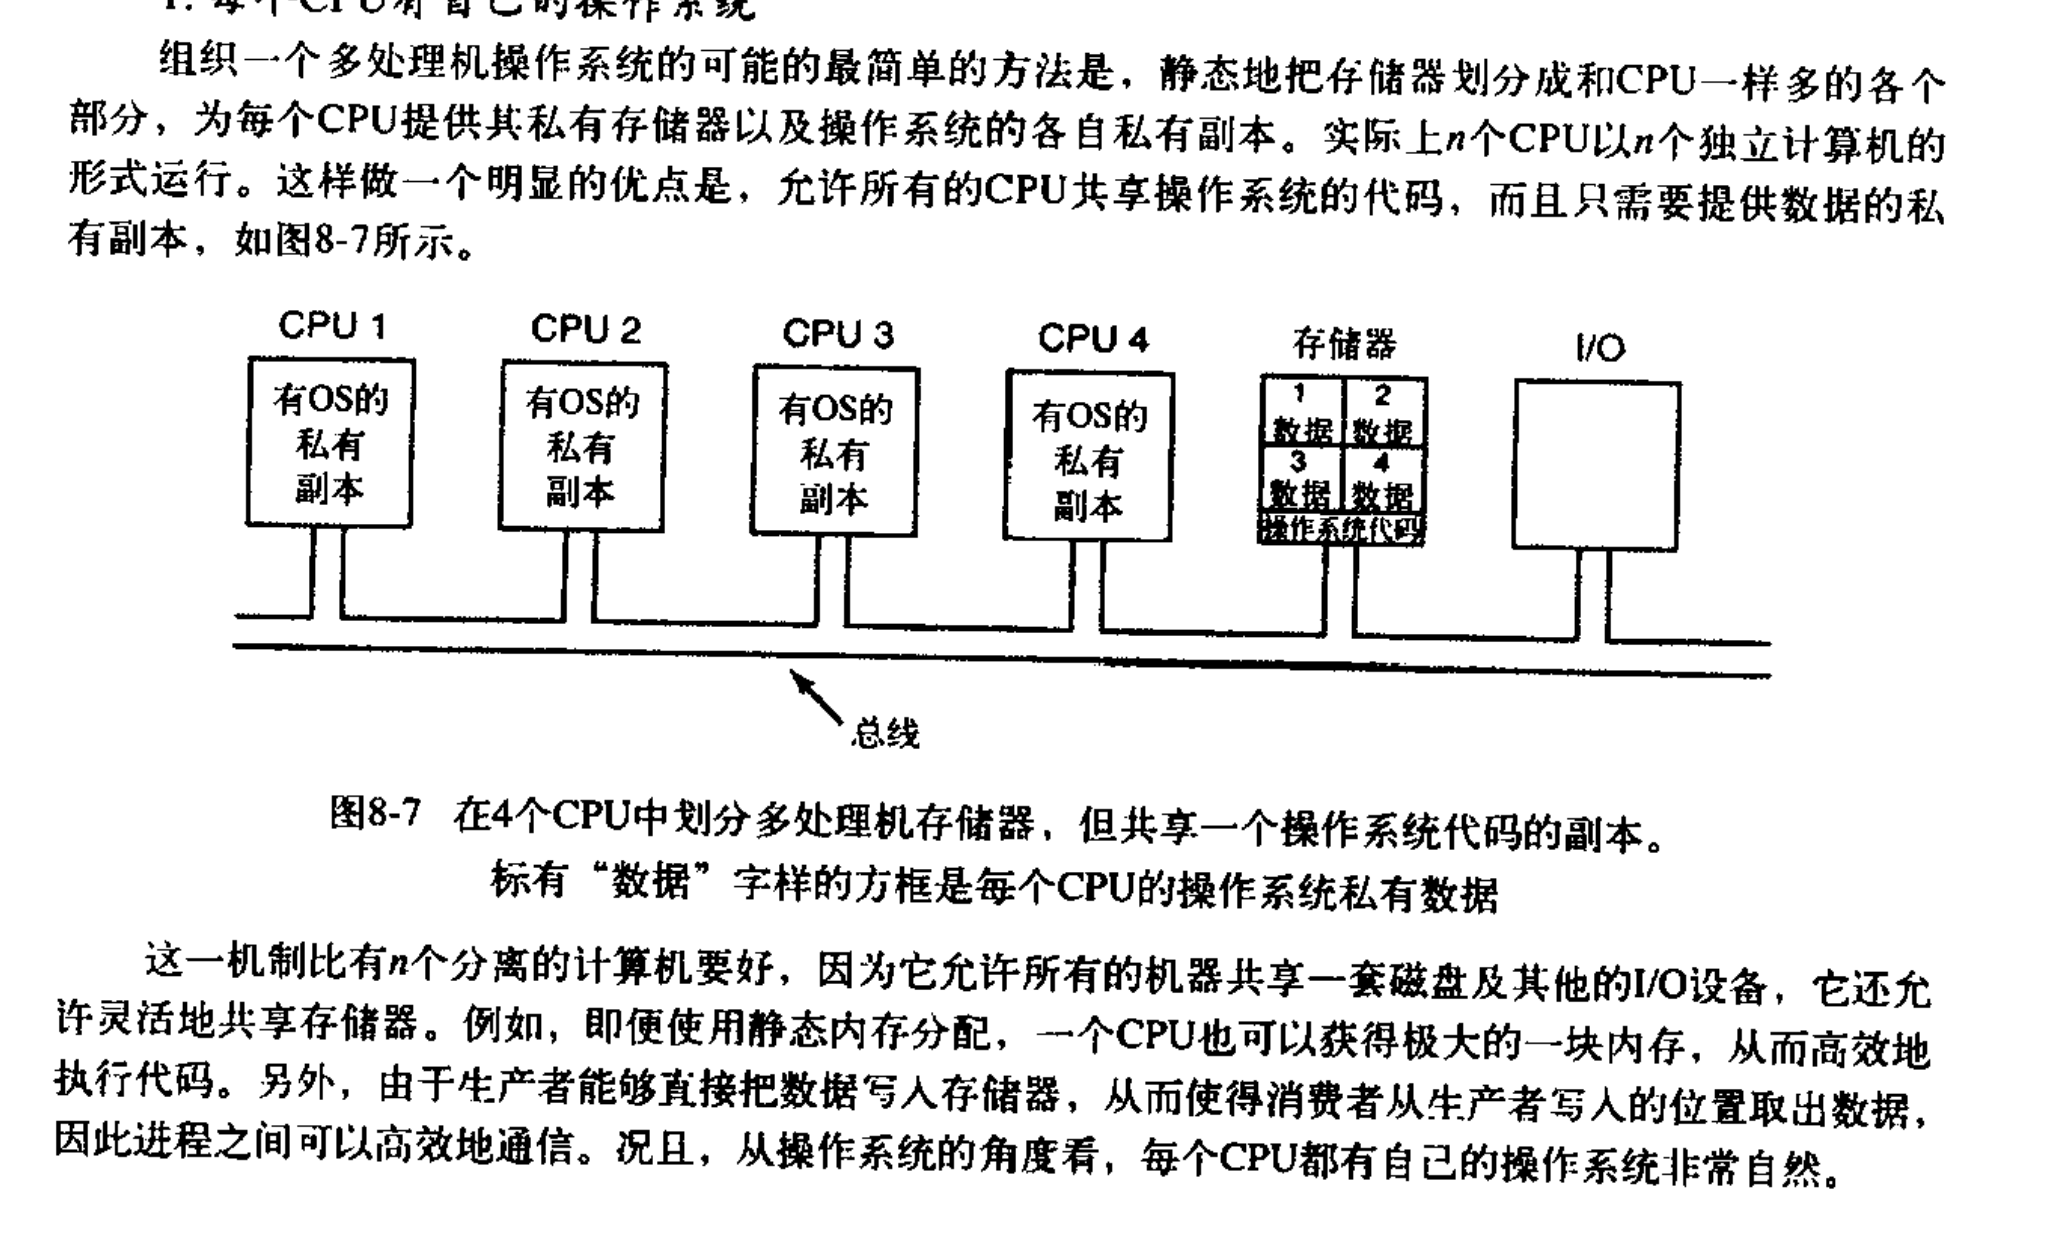 1. 每个CPU有自己的操作系统
组织一个多处理机操作系统的可能的最简单的方法是，静态地把存储器划分成和CPU一样多的各个
部分，为每个CPU提供其私有存储器以及操作系统的各自私有副本。实际上n个CPU以n个独立计算机的
形式运行。这样做一个明显的优点是，允许所有的CPU共享操作系统的代码，而且只需要提供数据的私
有副本，如图8-7所示。
CPU 1
CPU 2
CPU 3
CPU 4
存储器
I/O
有OS的
私有
副本
有OS的
私有
副本
有OS的
私有
副本
有OS的
私有
副本
1 2
数据 数据
3 4
数据 数据
操作系统代码
总线
图8-7 在4个CPU中划分多处理机存储器，但共享一个操作系统代码的副本。
标有“数据”字样的方框是每个CPU的操作系统私有数据
这一机制比有n个分离的计算机要好，因为它允许所有的机器共享一套磁盘及其他的I/O设备，它还允
许灵活地共享存储器。例如，即便使用静态内存分配，一个CPU也可以获得极大的一块内存，从而高效地
执行代码。另外，由于生产者能够直接把数据写入存储器，从而使得消费者从生产者写入的位置取出数据，
因此进程之间可以高效地通信。况且，从操作系统的角度看，每个CPU都有自己的操作系统非常自然。